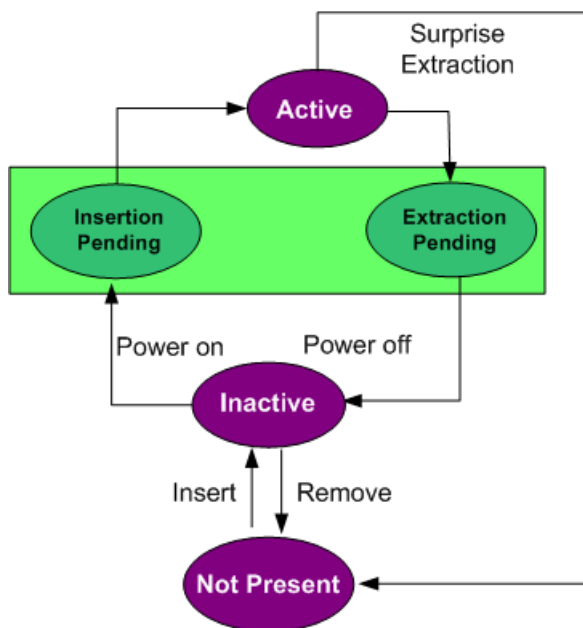 Surprise
Extraction
Active
Insertion
Pending
Extraction
Pending
Power on
Power off
Inactive
Insert
Remove
Not Present